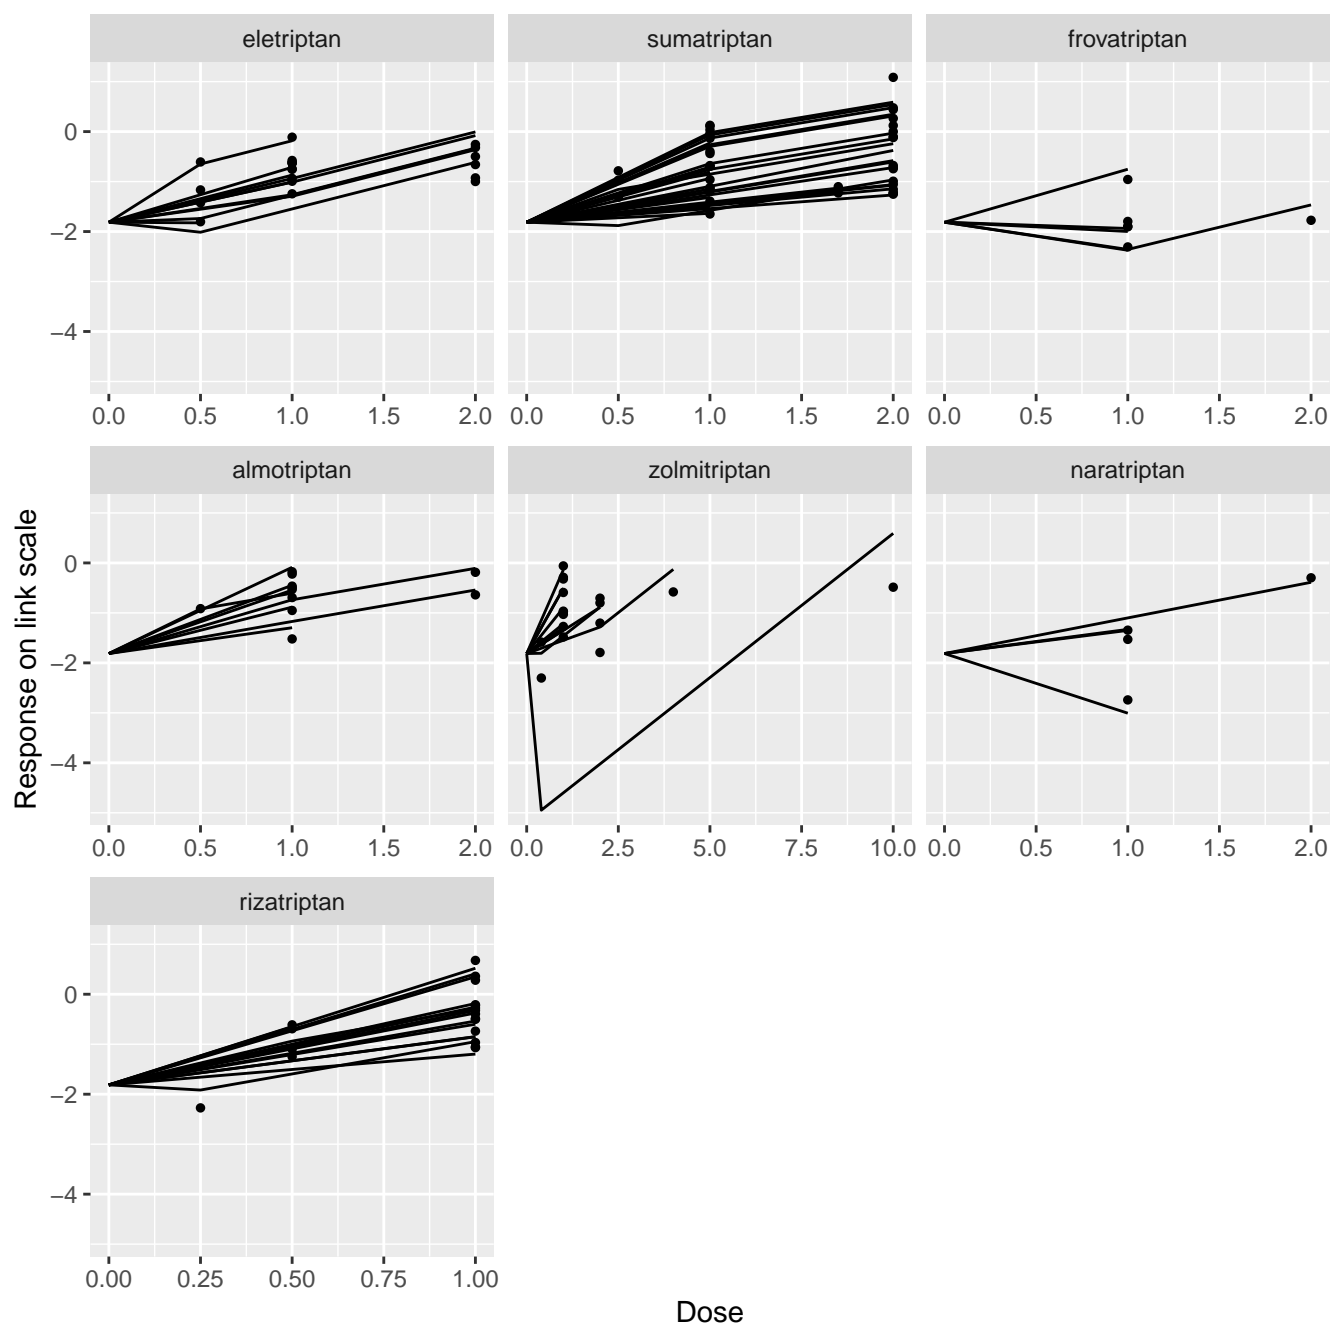 eletriptan sumatriptan frovatriptan
0
−2
−4
0.0 0.5 1.0 1.5 2.0 0.0 0.5 1.0 1.5 2.0 0.0 0.5 1.0 1.5 2.0
almotriptan zolmitriptan naratriptan
0
−2
−4
0.0 0.5 1.0 1.5 2.0 0.0 2.5 5.0 7.5 10.0 0.0 0.5 1.0 1.5 2.0
rizatriptan
0
−2
−4
0.00 0.25 0.50 0.75 1.00
Dose
Response on link scale